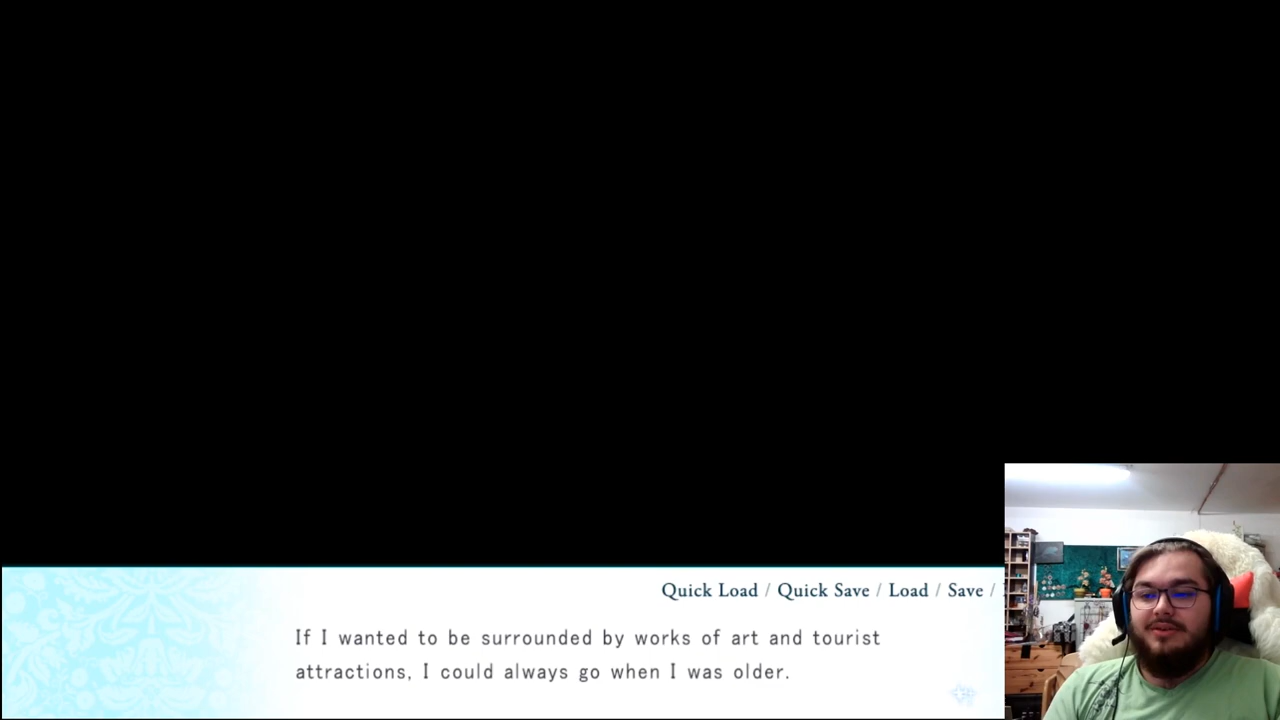 Quick Load / Quick Save / Load / Save /
If I wanted to be surrounded by works of art and tourist
attractions, I could always go when I was older.